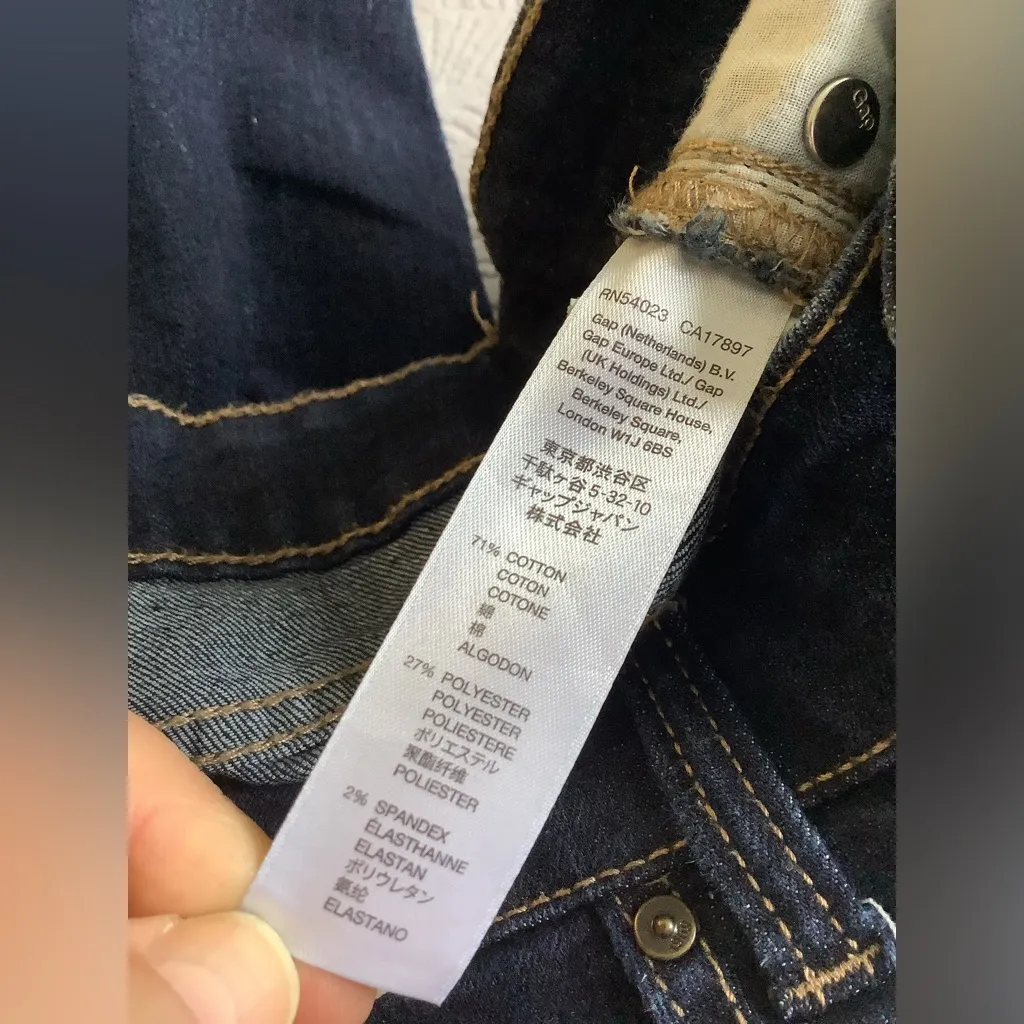 Gap
RN54023 CA17897
Gap (Netherlands) B.V.
Gap Europe Ltd./ Gap
(UK Holdings) Ltd./
Berkeley Square House,
Berkeley Square,
London W1J 6BS
東京都渋谷区
千駄ケ谷 5-32-10
ギャップジャパン
株式会社
71% COTTON
COTON
COTONE
綿
棉
ALGODON
27% POLYESTER
POLYESTER
POLIESTERE
ポリエステル
聚酯纤维
POLIESTER
2% SPANDEX
ÉLASTHANNE
ELASTAN
ポリウレタン
氨纶
ELASTANO